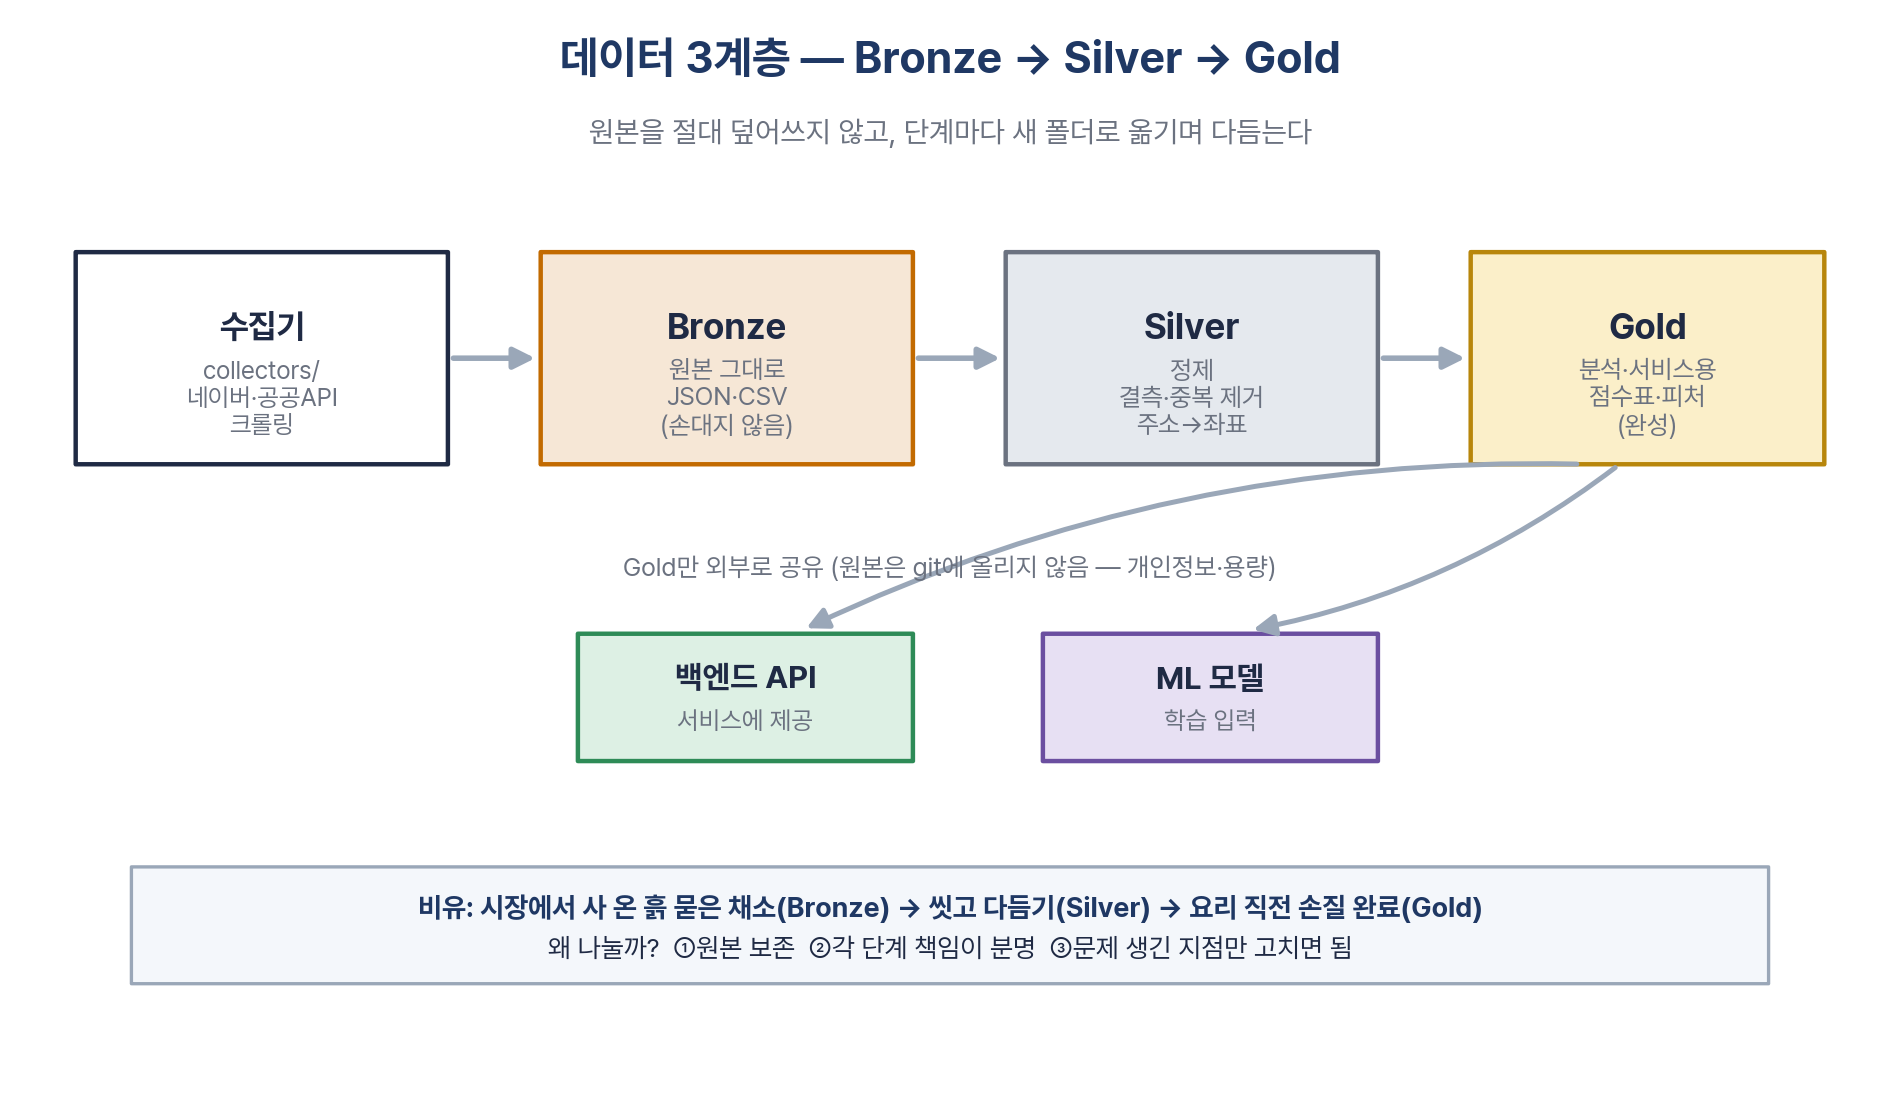 데이터 3계층 — Bronze → Silver → Gold
원본을 절대 덮어쓰지 않고, 단계마다 새 폴더로 옮기며 다듬는다
수집기
collectors/
네이버·공공API
크롤링
Bronze
원본 그대로
JSON·CSV
(손대지 않음)
Silver
정제
결측·중복 제거
주소→좌표
Gold
분석·서비스용
점수표·피처
(완성)
Gold만 외부로 공유 (원본은 git에 올리지 않음 — 개인정보·용량)
백엔드 API
서비스에 제공
ML 모델
학습 입력
비유: 시장에서 사 온 흙 묻은 채소(Bronze) → 씻고 다듬기(Silver) → 요리 직전 손질 완료(Gold)
왜 나눌까? ①원본 보존 ②각 단계 책임이 분명 ③문제 생긴 지점만 고치면 됨